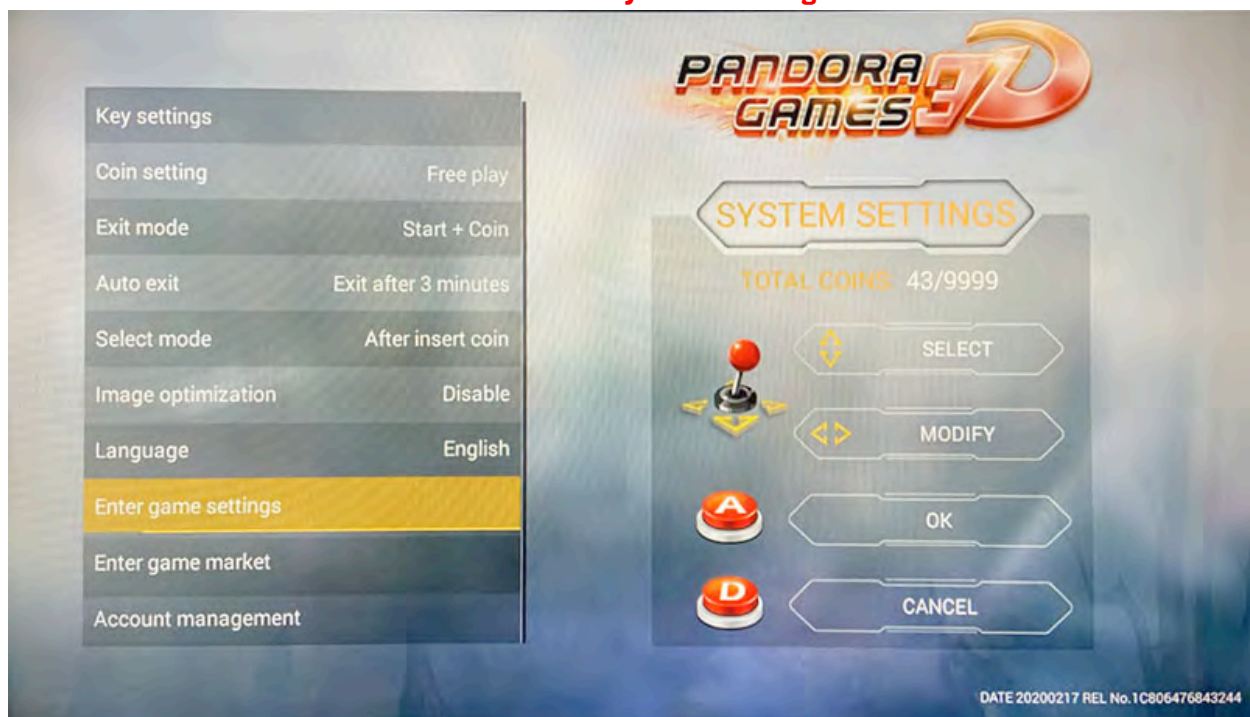 Key settings
Coin setting Free play
Exit mode Start + Coin
Auto exit Exit after 3 minutes
Select mode After insert coin
Image optimization Disable
Language English
Enter game settings
Enter game market
Account management
PANDORA
GAMES 3D
SYSTEM SETTINGS
TOTAL COINS: 43/9999
SELECT
MODIFY
A OK
D CANCEL
DATE 20200217 REL No.1C806476843244